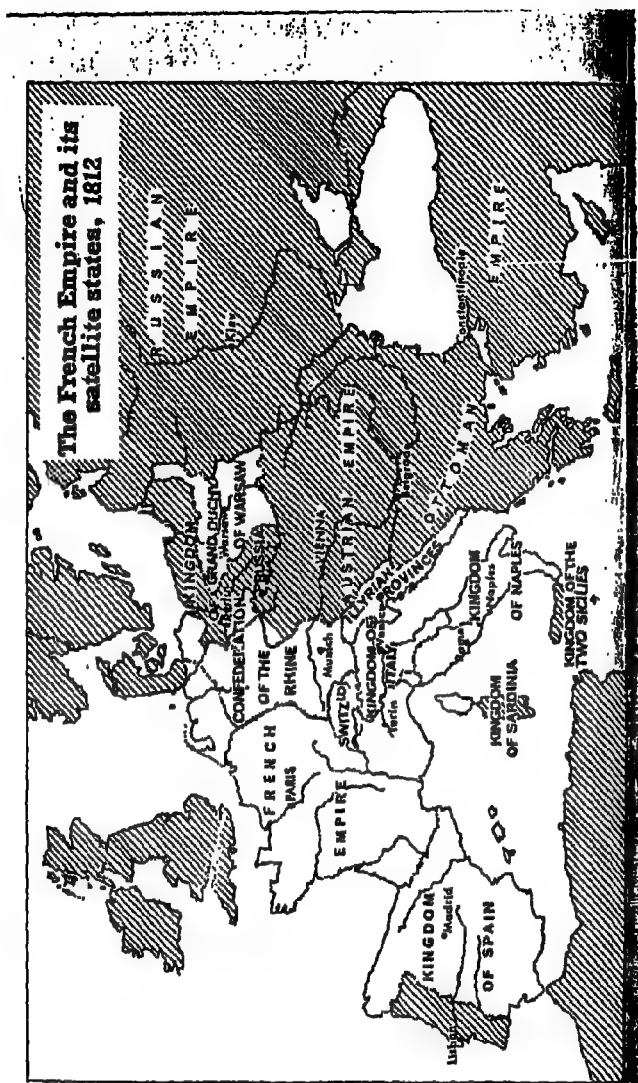 The French Empire and its
satellite states, 1812
RUSSIAN
EMPIRE
Kiev
KINGDOM
OF
PRUSSIA
GRAND DUCHY
OF WARSAW
Warsaw
CONFEDERATION
OF THE
RHINE
FRENCH
PARIS
EMPIRE
Munich
VIENNA
AUSTRIAN EMPIRE
SWITZ
KINGDOM OF
ITALY
Turin
ILLYRIAN
PROVINCES
Belgrade
OTTOMAN
EMPIRE
Constantinople
Rome
KINGDOM
Naples
OF NAPLES
KINGDOM OF THE
TWO SICILIES
KINGDOM
OF SARDINIA
KINGDOM
Madrid
OF SPAIN
Lisbon